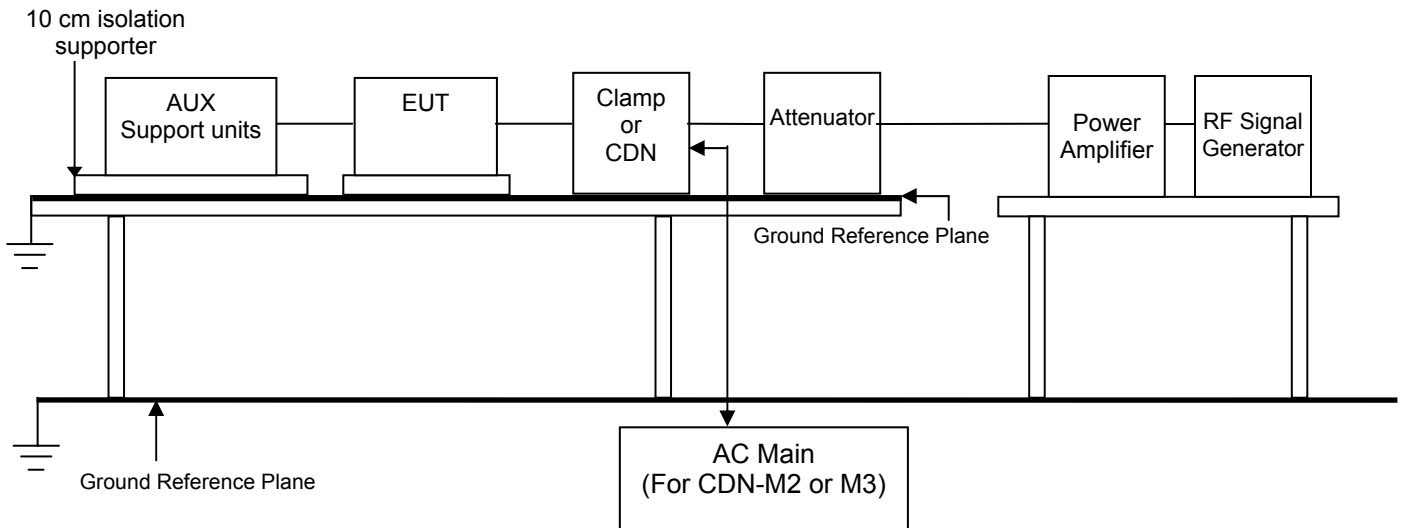 10 cm isolation
supporter
AUX
Support units
EUT
Clamp
or
CDN
Attenuator
Power
Amplifier
RF Signal
Generator
Ground Reference Plane
Ground Reference Plane
AC Main
(For CDN-M2 or M3)